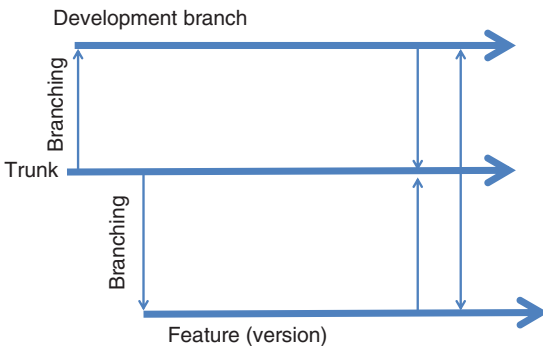 Development branch
Branching
Trunk
Branching
Feature (version)